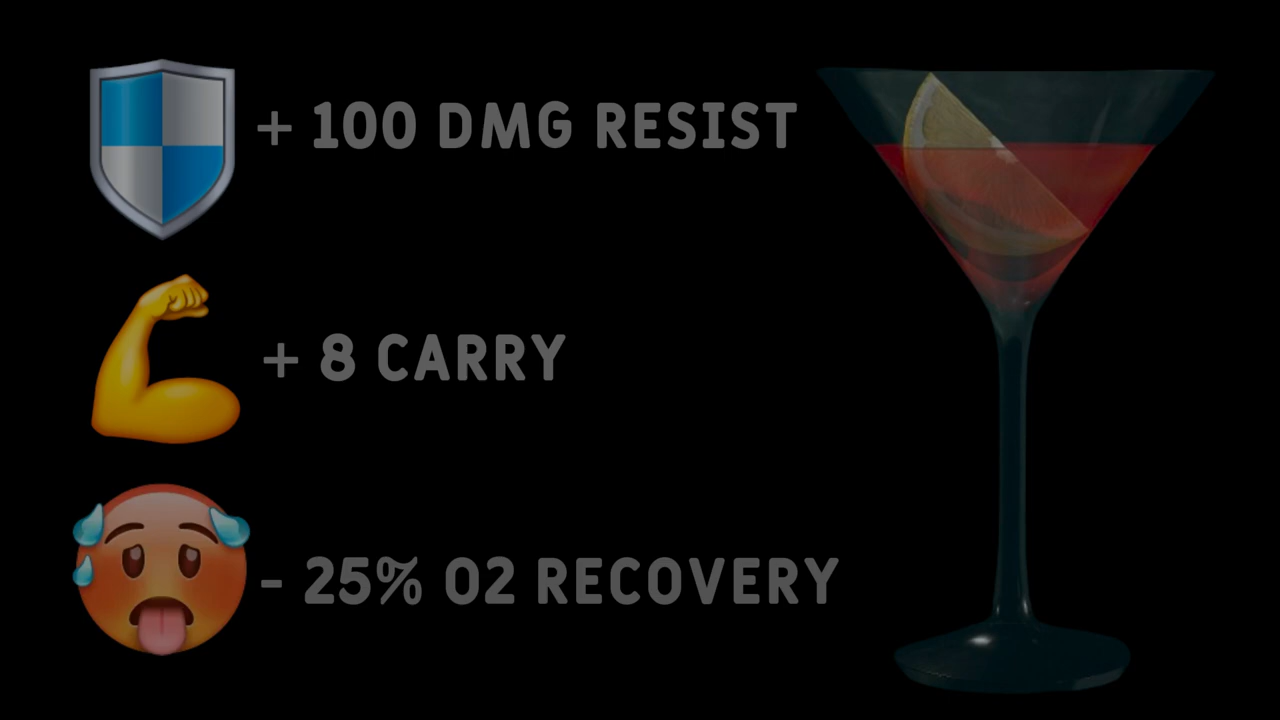 + 100 DMG RESIST
+ 8 CARRY
- 25% O2 RECOVERY